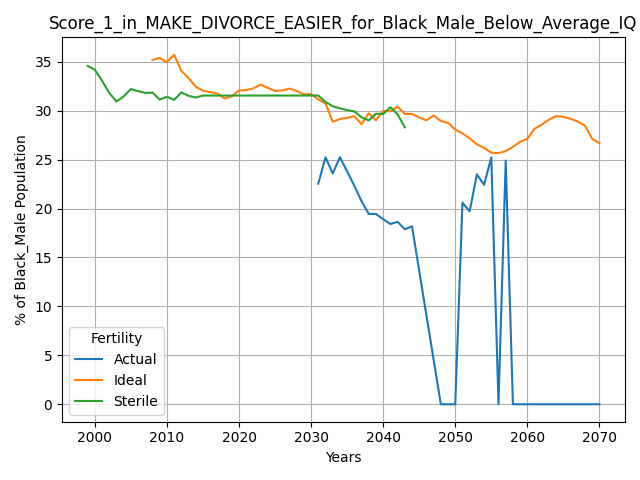 Score_1_in_MAKE_DIVORCE_EASIER_for_Black_Male_Below_Average_IQ
% of Black_Male Population
35
30
25
20
15
10
5
0
Fertility
Actual
Ideal
Sterile
2000 2010 2020 2030 2040 2050 2060 2070
Years